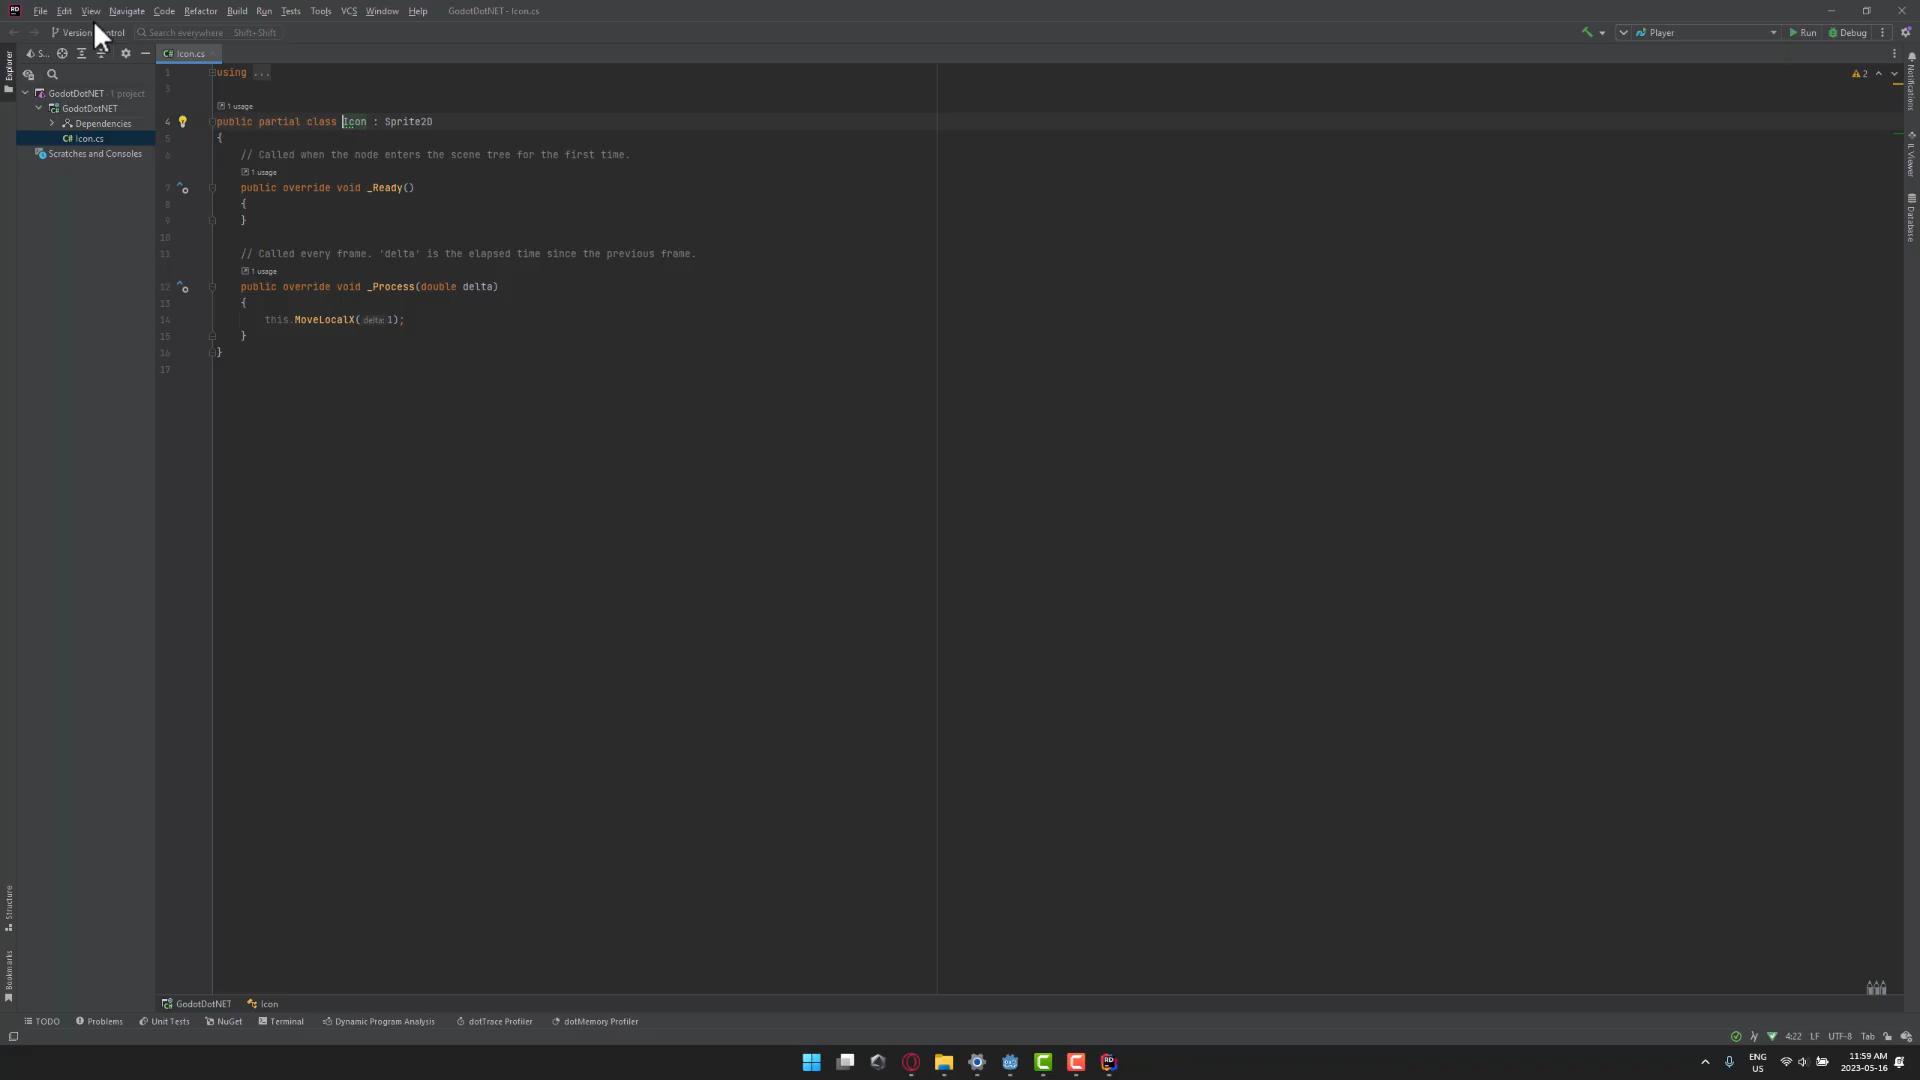 RD File Edit View Navigate Code Refactor Build Run Tests Tools VCS Window Help GodotDotNET - Icon.cs
Version Control Search everywhere Shift+Shift Player Run Debug
S... C# Icon.cs
Explorer
1 using ...
2
3
GodotDotNET · 1 project
1 usage
GodotDotNET
4 public partial class Icon : Sprite2D
Dependencies
5 {
C# Icon.cs
6 // Called when the node enters the scene tree for the first time.
Scratches and Consoles
1 usage
7 public override void _Ready()
8 {
9 }
10
11 // Called every frame. 'delta' is the elapsed time since the previous frame.
1 usage
12 public override void _Process(double delta)
13 {
14 this.MoveLocalX( delta: 1);
15 }
16 }
17
Notifications
IL Viewer
Database
Structure
Bookmarks
GodotDotNET Icon
TODO Problems Unit Tests NuGet Terminal Dynamic Program Analysis dotTrace Profiler dotMemory Profiler
4:22 LF UTF-8 Tab
ENG
US
11:59 AM
2023-05-16